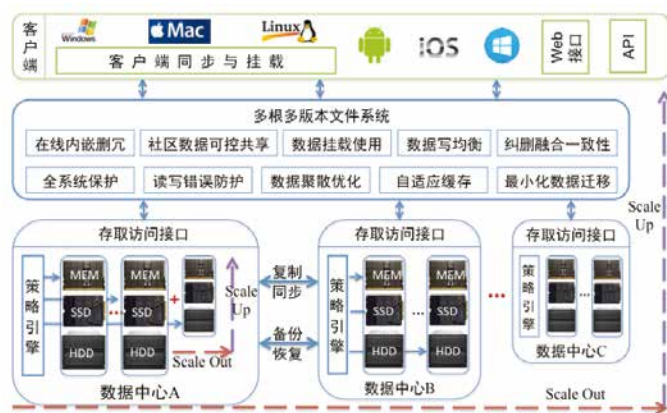 客户端
Windows
Mac
Linux
iOS
Web接口
API
客户端同步与挂载
多根多版本文件系统
在线内嵌删冗
社区数据可控共享
数据挂载使用
数据写均衡
纠删融合一致性
全系统保护
读写错误防护
数据聚散优化
自适应缓存
最小化数据迁移
Scale Up
存取访问接口
策略引擎
MEM
MEM
SSD
...
SSD
HDD
HDD
+
Scale Up
Scale Out
数据中心A
复制
同步
备份
恢复
存取访问接口
策略引擎
MEM
MEM
SSD
...
SSD
HDD
HDD
数据中心B
...
存取访问接口
策略引擎
...
数据中心C
Scale Out